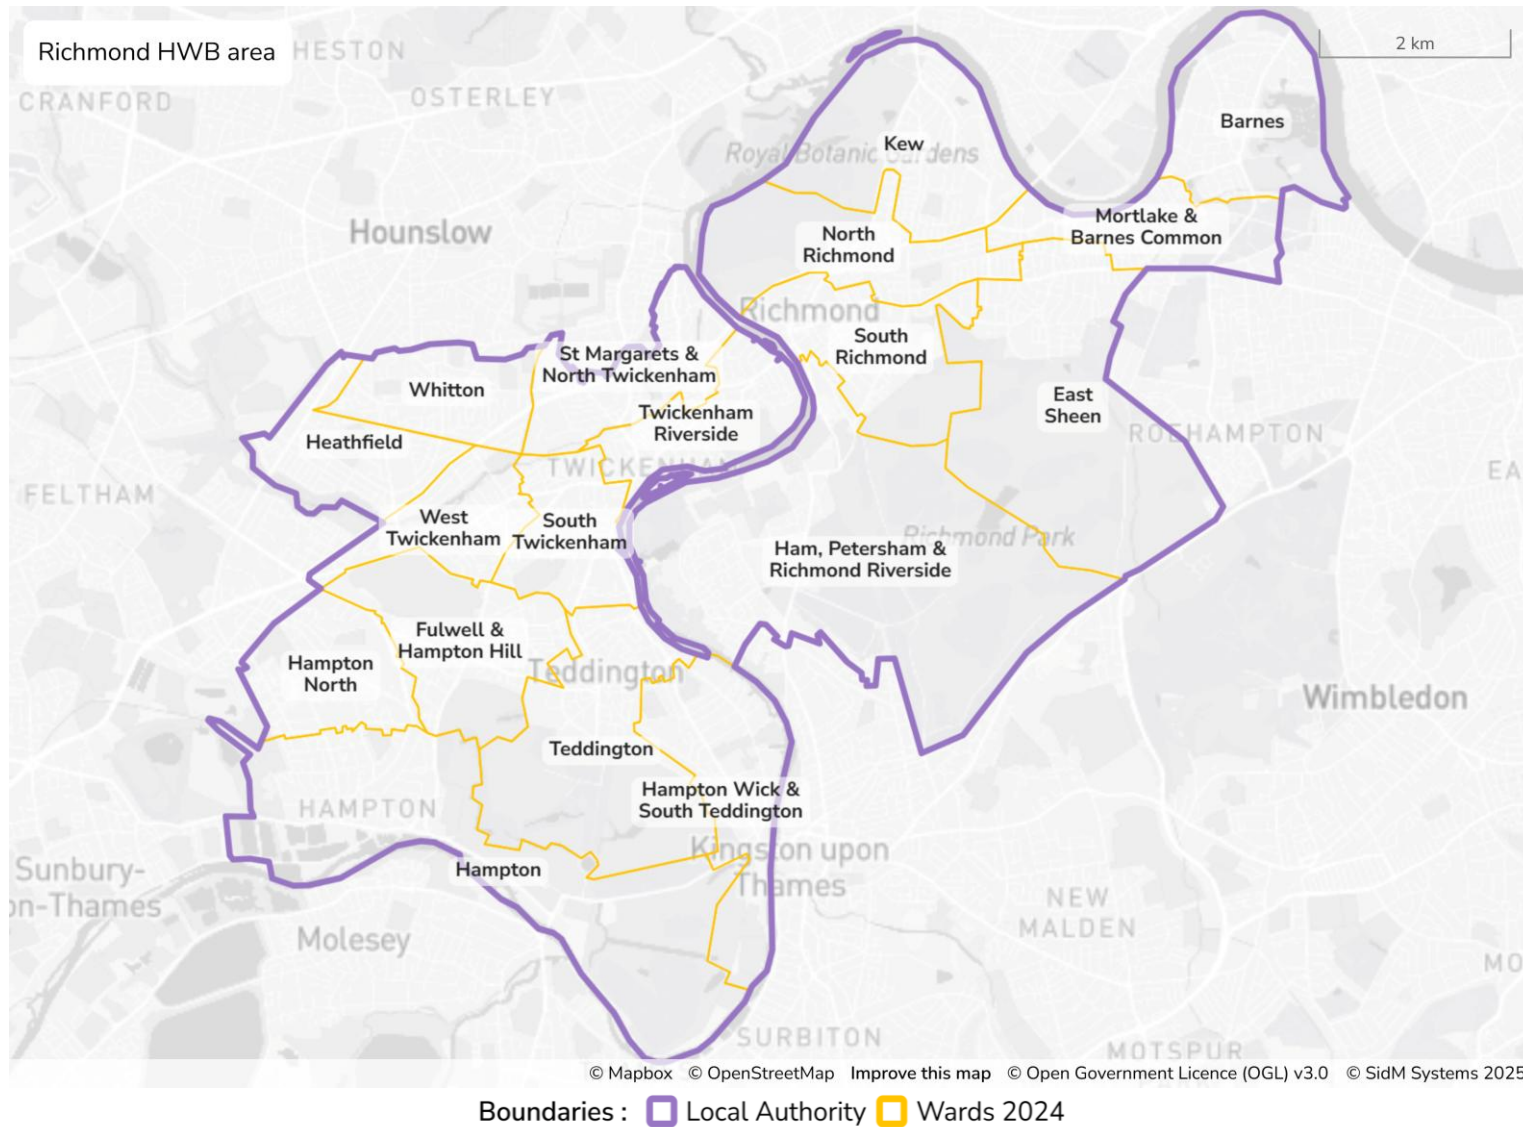 Richmond HWB area
HESTON
2 km
CRANFORD
OSTERLEY
Barnes
Kew
Royal Botanic Gardens
Hounslow
Mortlake &
Barnes Common
North
Richmond
Richmond
South
Richmond
St Margarets &
North Twickenham
Whitton
East
Sheen
Twickenham
Riverside
ROEHAMPTON
Heathfield
TWICKENHAM
EA
FELTHAM
West
Twickenham
South
Twickenham
Richmond Park
Ham, Petersham &
Richmond Riverside
Fulwell &
Hampton Hill
Hampton
North
Teddington
Wimbledon
Teddington
Hampton Wick &
South Teddington
HAMPTON
Kingston upon
Thames
Sunbury-
on-Thames
Hampton
NEW
MALDEN
Molesey
MO
SURBITON
MOTSPUR
© Mapbox © OpenStreetMap Improve this map © Open Government Licence (OGL) v3.0 © SidM Systems 2025
Boundaries : Local Authority Wards 2024